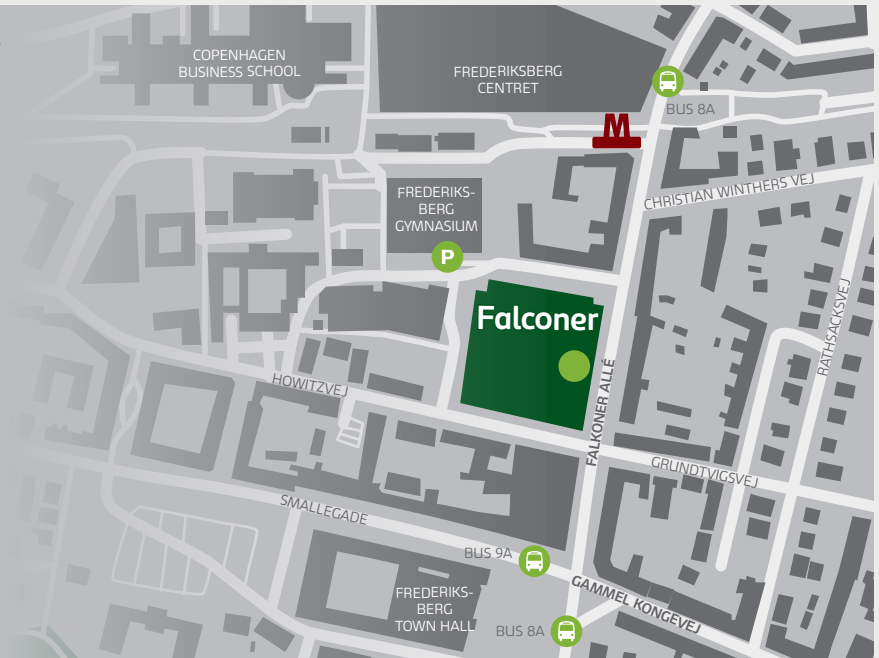 COPENHAGEN
BUSINESS SCHOOL
FREDERIKSBERG
CENTRET
BUS 8A
M
CHRISTIAN WINTHERS VEJ
FREDERIKS-
BERG
GYMNASIUM
P
RATHSACKSVEJ
Falconer
FALKONER ALLÉ
HOWITZVEJ
GRUNDTVIGSVEJ
SMALLEGADE
BUS 9A
GAMMEL KONGEVEJ
FREDERIKS-
BERG
TOWN HALL
BUS 8A